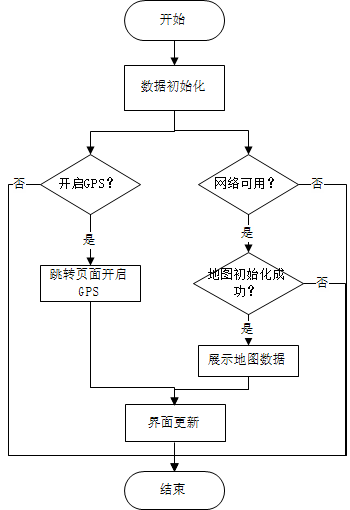 开始
数据初始化
否
开启GPS？
网络可用？
否
是
是
跳转页面开启
GPS
地图初始化成
功？
否
是
展示地图数据
界面更新
结束